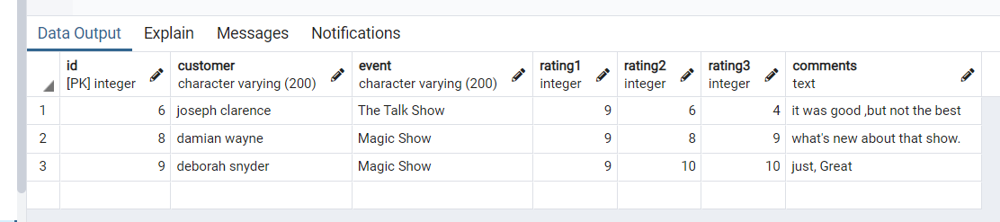 Data Output Explain Messages Notifications
id customer event rating1 rating2 rating3 comments
[PK] integer character varying (200) character varying (200) integer integer integer text
1 6 joseph clarence The Talk Show 9 6 4 it was good ,but not the best
2 8 damian wayne Magic Show 9 8 9 what's new about that show.
3 9 deborah snyder Magic Show 9 10 10 just, Great